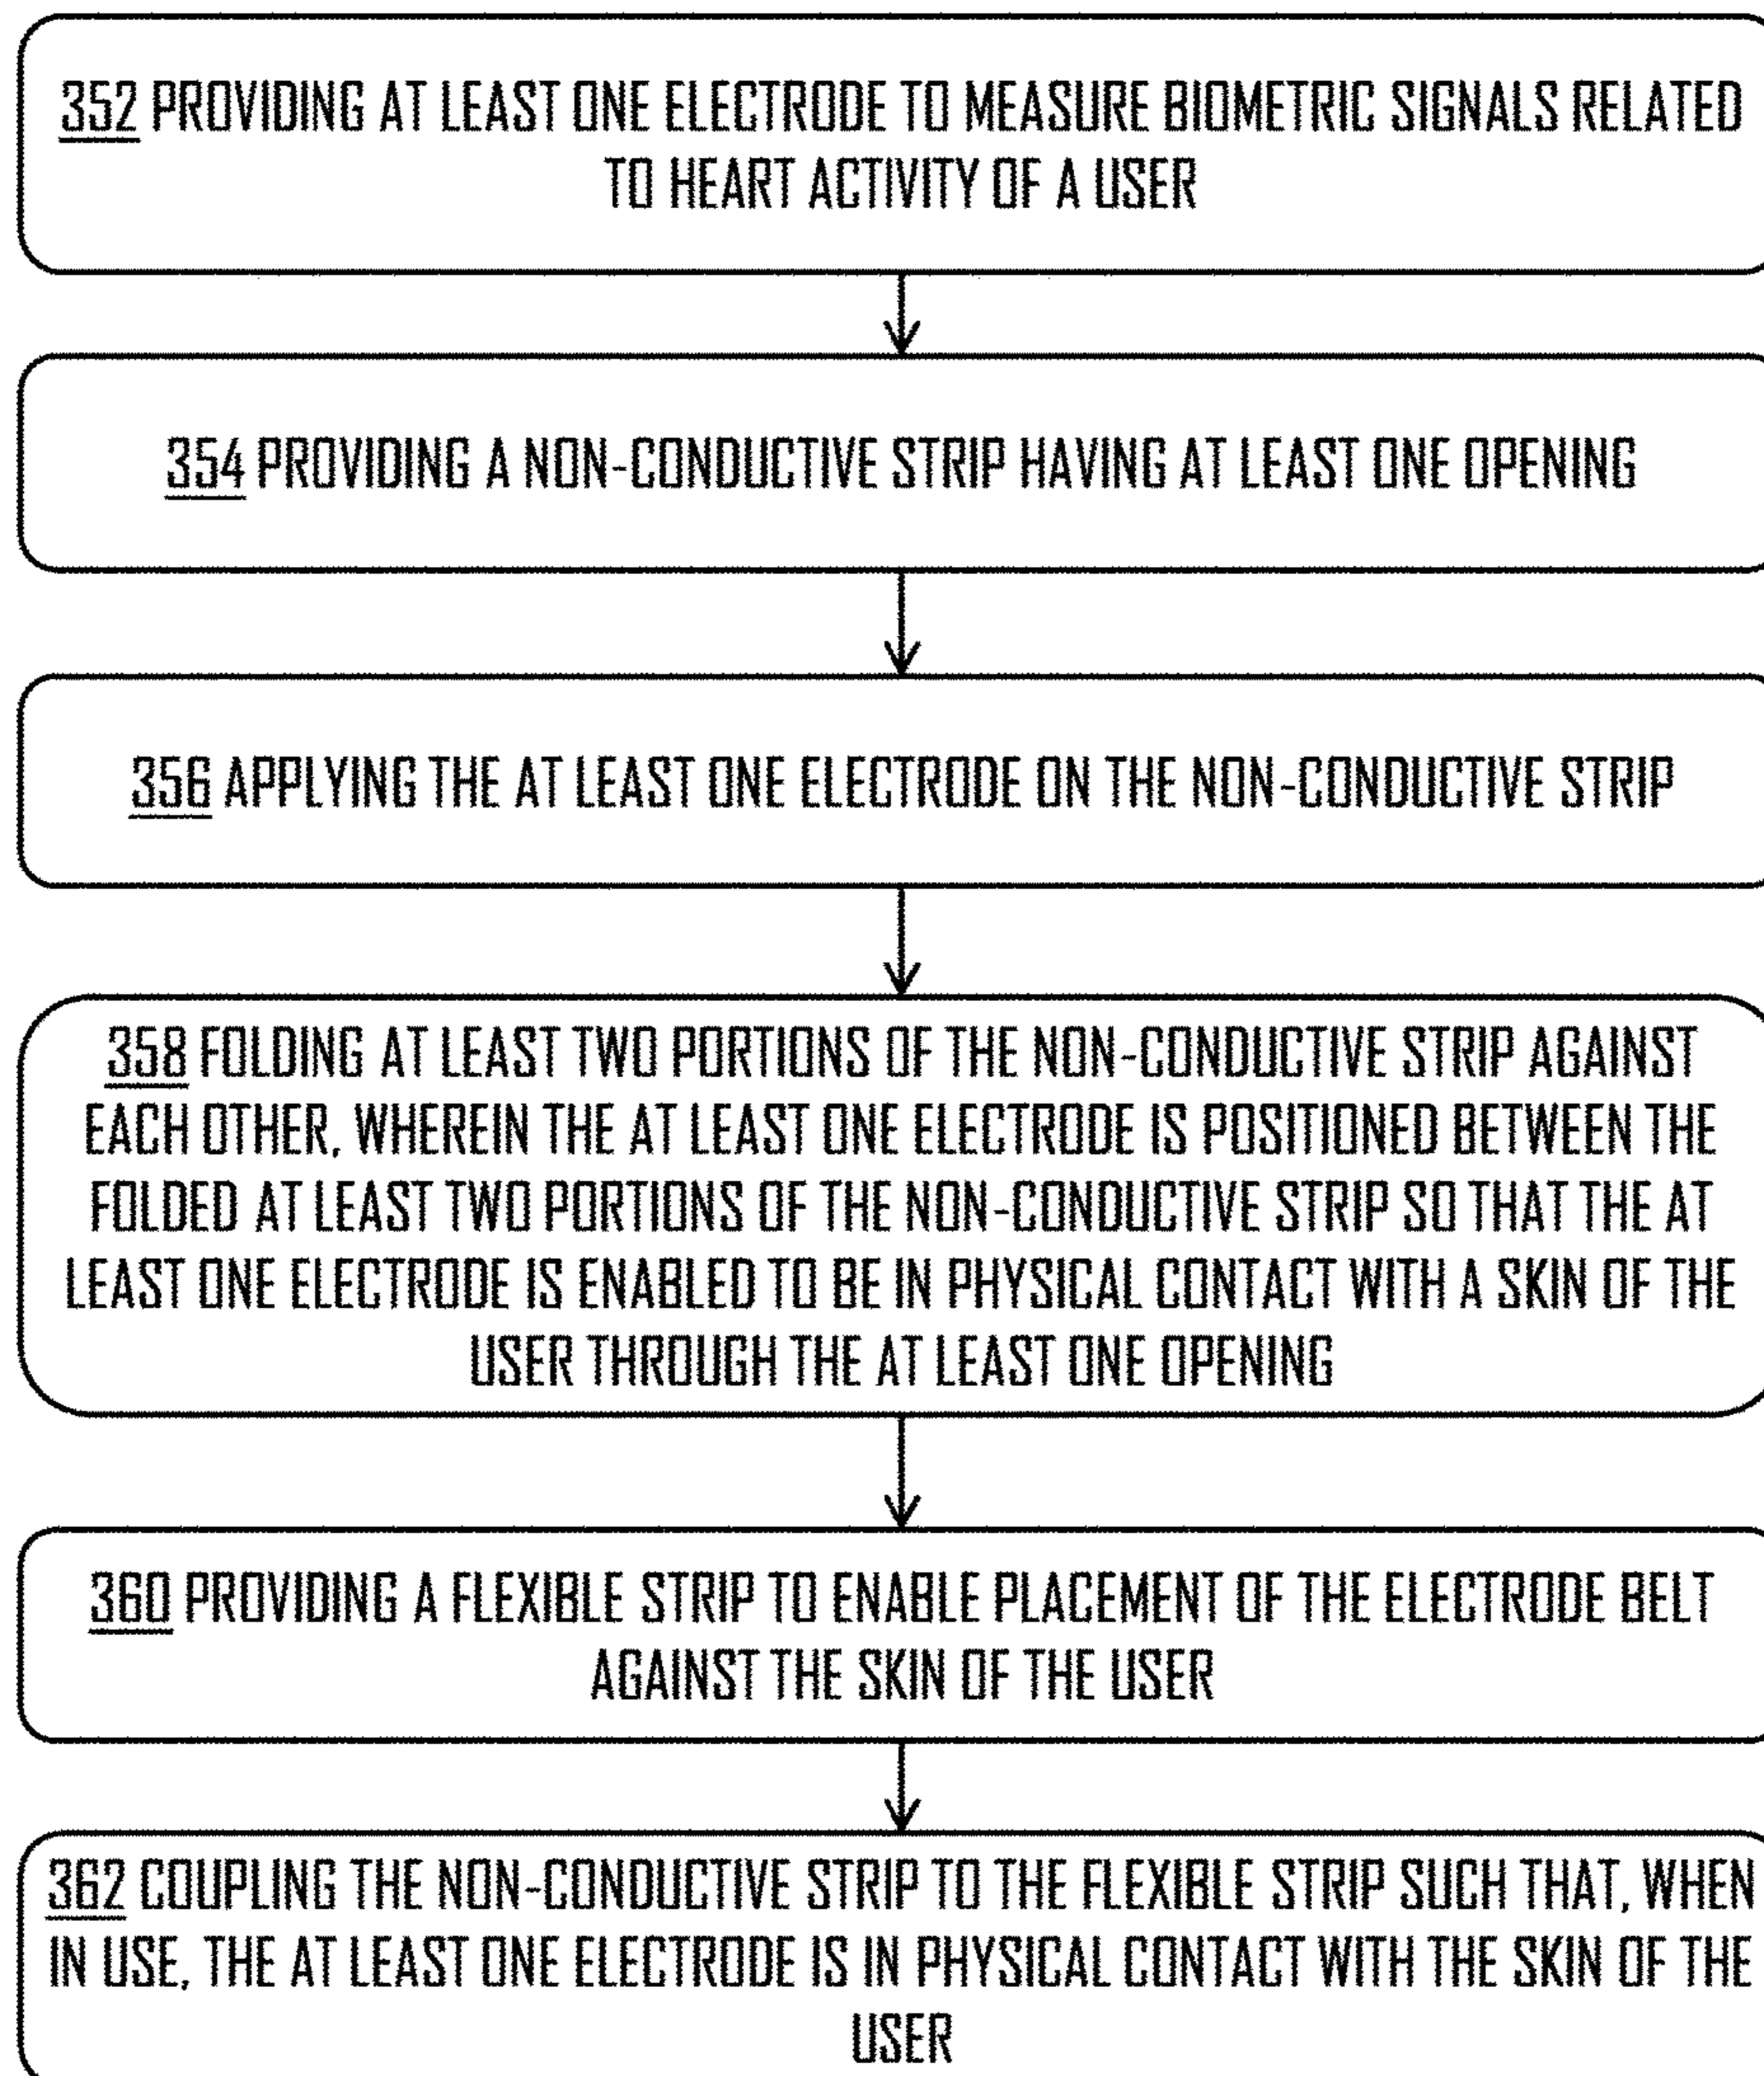 352 PROVIDING AT LEAST ONE ELECTRODE TO MEASURE BIOMETRIC SIGNALS RELATED
TO HEART ACTIVITY OF A USER
354 PROVIDING A NON-CONDUCTIVE STRIP HAVING AT LEAST ONE OPENING
356 APPLYING THE AT LEAST ONE ELECTRODE ON THE NON-CONDUCTIVE STRIP
358 FOLDING AT LEAST TWO PORTIONS OF THE NON-CONDUCTIVE STRIP AGAINST
EACH OTHER, WHEREIN THE AT LEAST ONE ELECTRODE IS POSITIONED BETWEEN THE
FOLDED AT LEAST TWO PORTIONS OF THE NON-CONDUCTIVE STRIP SO THAT THE AT
LEAST ONE ELECTRODE IS ENABLED TO BE IN PHYSICAL CONTACT WITH A SKIN OF THE
USER THROUGH THE AT LEAST ONE OPENING
360 PROVIDING A FLEXIBLE STRIP TO ENABLE PLACEMENT OF THE ELECTRODE BELT
AGAINST THE SKIN OF THE USER
362 COUPLING THE NON-CONDUCTIVE STRIP TO THE FLEXIBLE STRIP SUCH THAT, WHEN
IN USE, THE AT LEAST ONE ELECTRODE IS IN PHYSICAL CONTACT WITH THE SKIN OF THE
USER